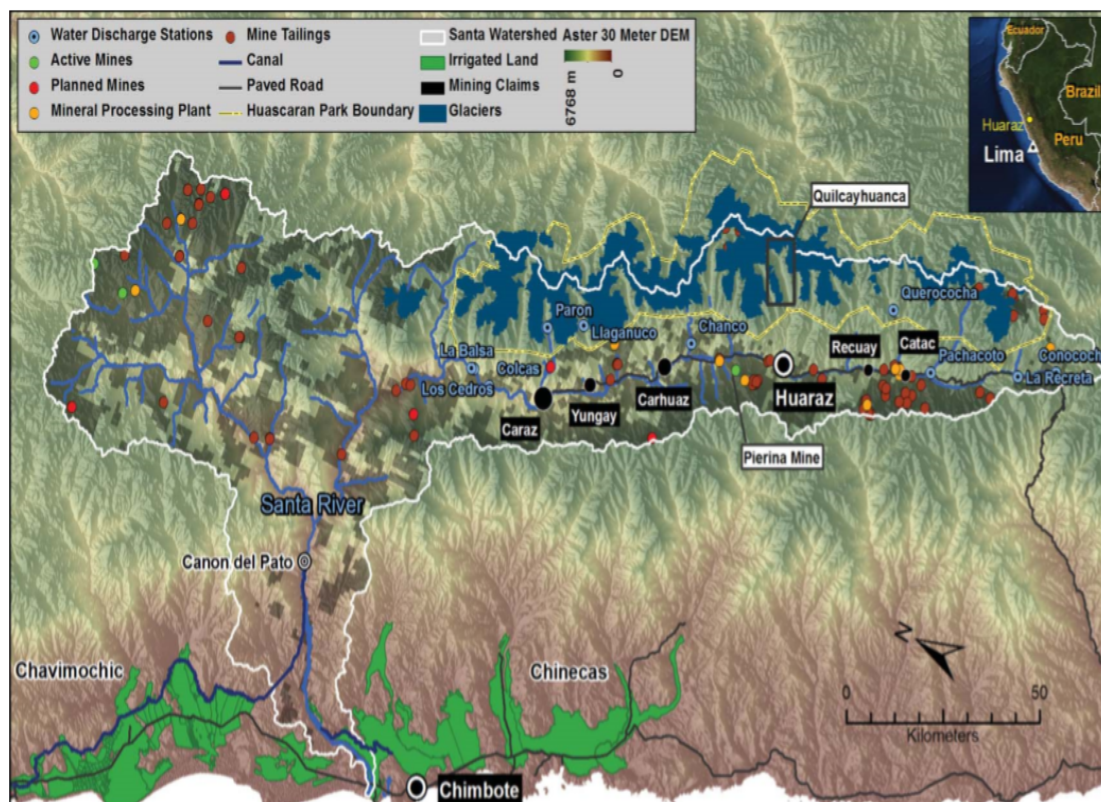 Water Discharge Stations
Active Mines
Planned Mines
Mineral Processing Plant
Mine Tailings
Canal
Paved Road
Huascaran Park Boundary
Santa Watershed
Irrigated Land
Mining Claims
Glaciers
Aster 30 Meter DEM
6768 m
0
Ecuador
Brazil
Huaraz
Peru
Lima
Quilcayhuanca
Querococha
Paron
Llaganuco
Chanco
La Balsa
Colcas
Los Cedros
Recuay
Catac
Pachacoto
Conococh
La Recreta
Caraz
Yungay
Carhuaz
Huaraz
Pierina Mine
Santa River
Canon del Pato
N
Chavimochic
Chinecas
0
50
Kilometers
Chimbote